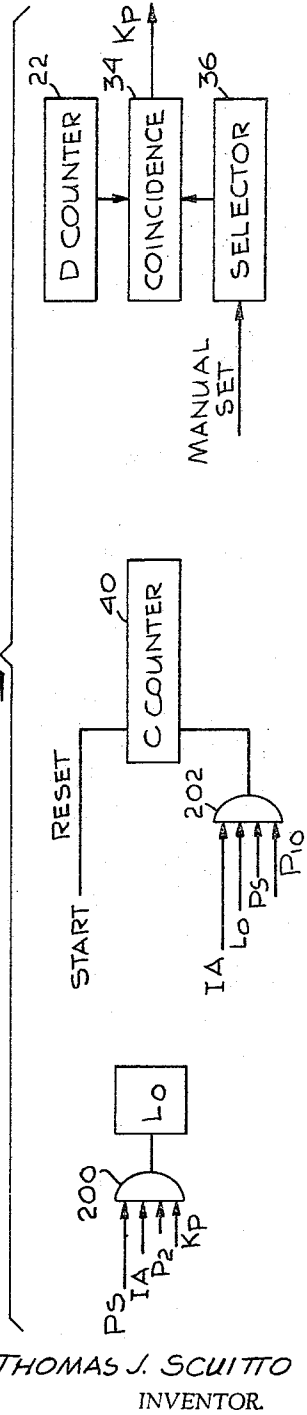 PS
IA
P2
KP
200
LO
START
RESET
40
C COUNTER
IA
LO
PS
P10
202
22
D COUNTER
34
COINCIDENCE
KP
MANUAL
SET
36
SELECTOR
THOMAS J. SCUITTO
INVENTOR.